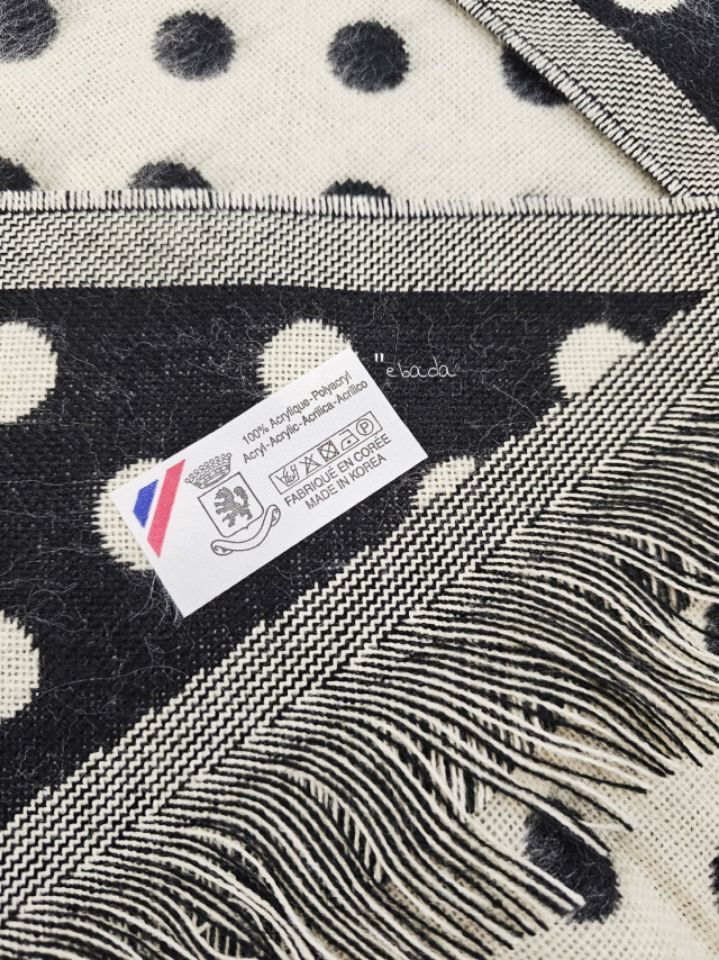 "ebada
100% Acrylique-Polyacryl
Acryl-Acrylic-Acrilica-Acrilico
P
FABRIQUÉ EN CORÉE
MADE IN KOREA